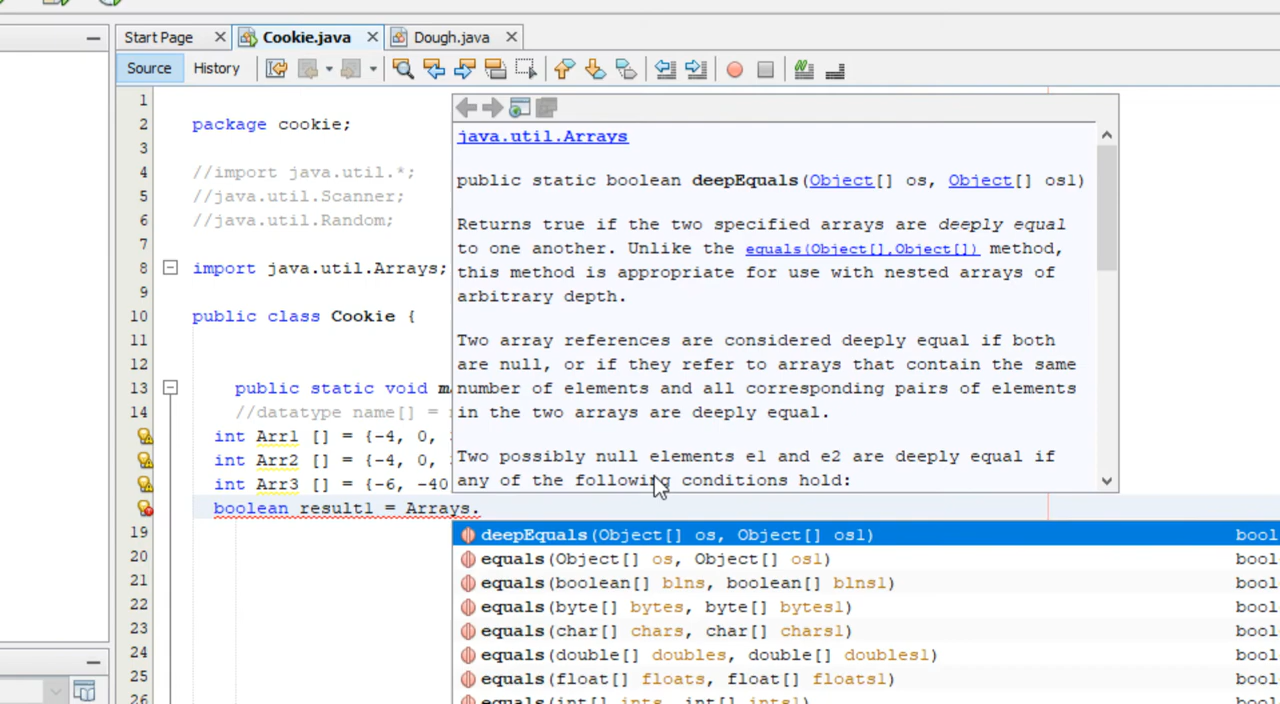 Start Page
Cookie.java
Dough.java
Source
History
1
2 package cookie;
3
4 //import java.util.*;
5 //java.util.Scanner;
6 //java.util.Random;
7
8 import java.util.Arrays;
9
10 public class Cookie {
11
12
13 public static void m
14 //datatype name[] =
int Arr1 [] = {-4, 0,
int Arr2 [] = {-4, 0,
int Arr3 [] = {-6, -40
boolean result1 = Arrays.
19
20
21
22
23
24
25
26
java.util.Arrays
public static boolean deepEquals(Object[] os, Object[] os1)
Returns true if the two specified arrays are deeply equal
to one another. Unlike the equals(Object[],Object[]) method,
this method is appropriate for use with nested arrays of
arbitrary depth.
Two array references are considered deeply equal if both
are null, or if they refer to arrays that contain the same
number of elements and all corresponding pairs of elements
in the two arrays are deeply equal.
Two possibly null elements e1 and e2 are deeply equal if
any of the following conditions hold:
deepEquals(Object[] os, Object[] os1) bool
equals(Object[] os, Object[] os1) bool
equals(boolean[] blns, boolean[] blns1) bool
equals(byte[] bytes, byte[] bytes1) bool
equals(char[] chars, char[] chars1) bool
equals(double[] doubles, double[] doubles1) bool
equals(float[] floats, float[] floats1) bool
equals(int[] ints, int[] ints1) bool